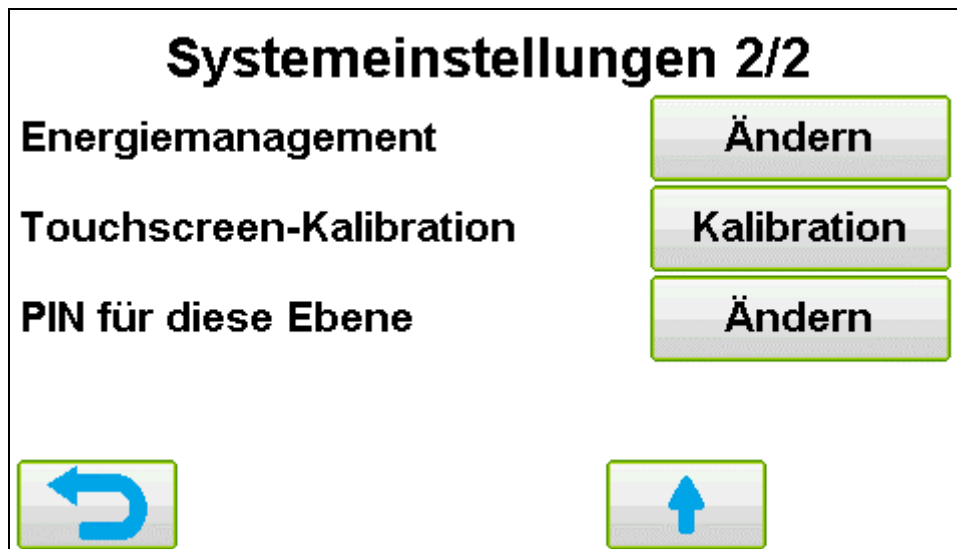 Systemeinstellungen 2/2
Energiemanagement Ändern
Touchscreen-Kalibration Kalibration
PIN für diese Ebene Ändern